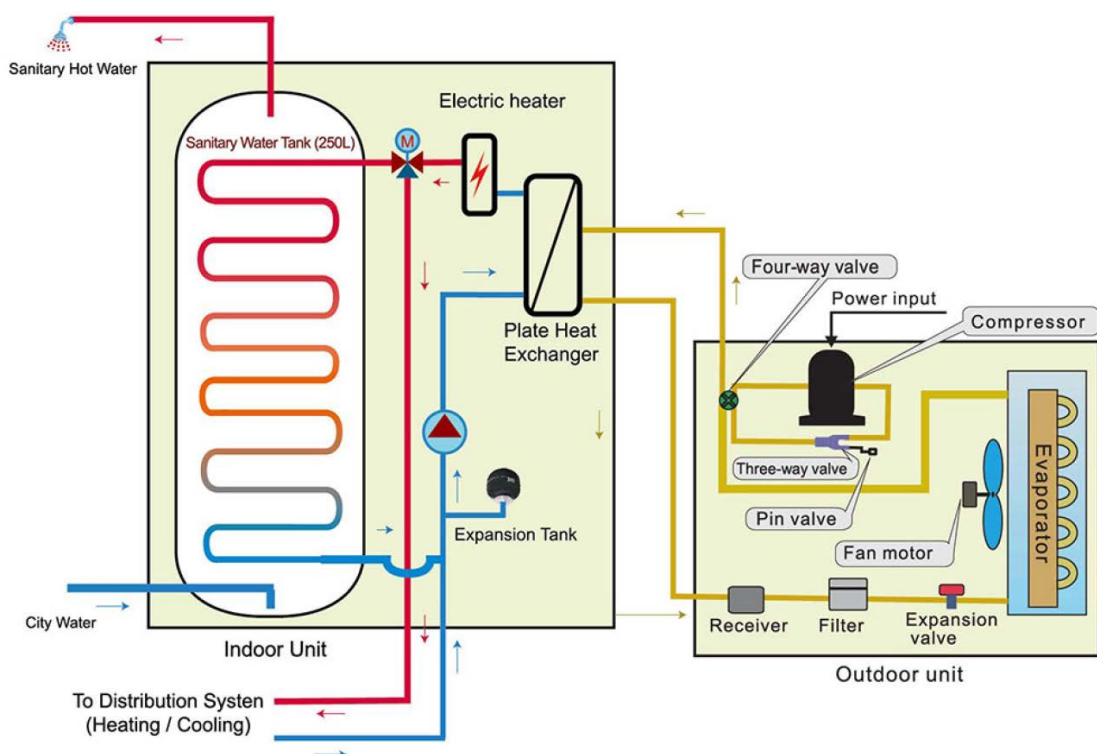 Sanitary Hot Water
Electric heater
M
Sanitary Water Tank (250L)
Four-way valve
Power input
Compressor
Plate Heat
Exchanger
Evaporator
Three-way valve
Pin valve
Fan motor
Expansion Tank
City Water
Receiver
Filter
Expansion
valve
Indoor Unit
Outdoor unit
To Distribution Systen
(Heating / Cooling)